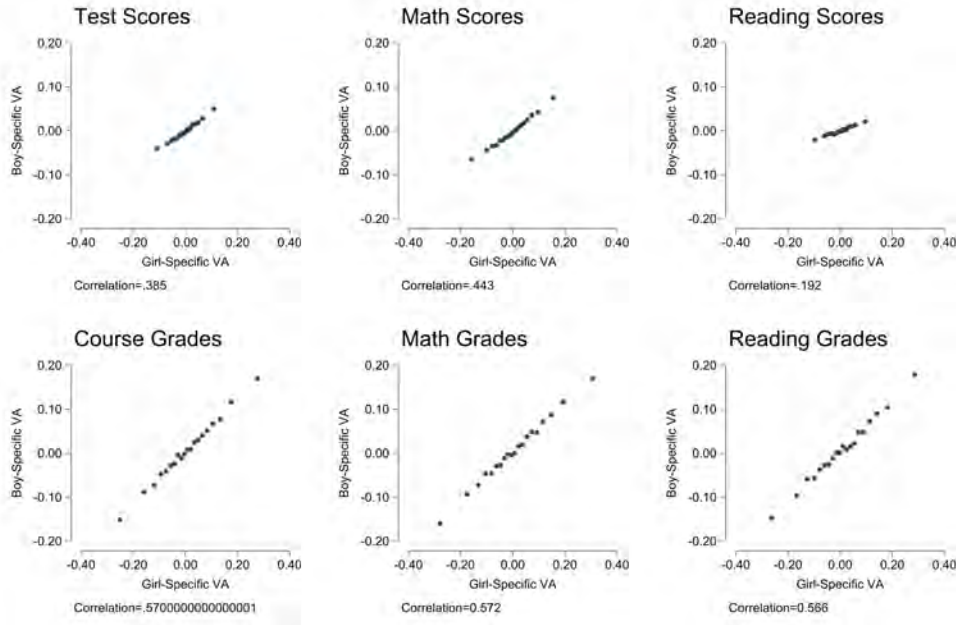 Test Scores
0.20
0.10
0.00
-0.10
-0.20
Boy-Specific VA
-0.40 -0.20 0.00 0.20 0.40
Girl-Specific VA
Correlation=.385
Math Scores
0.20
0.10
0.00
-0.10
-0.20
Boy-Specific VA
-0.40 -0.20 0.00 0.20 0.40
Girl-Specific VA
Correlation=.443
Reading Scores
0.20
0.10
0.00
-0.10
-0.20
Boy-Specific VA
-0.40 -0.20 0.00 0.20 0.40
Girl-Specific VA
Correlation=.192
Course Grades
0.20
0.10
0.00
-0.10
-0.20
Boy-Specific VA
-0.40 -0.20 0.00 0.20 0.40
Girl-Specific VA
Correlation=.5700000000000001
Math Grades
0.20
0.10
0.00
-0.10
-0.20
Boy-Specific VA
-0.40 -0.20 0.00 0.20 0.40
Girl-Specific VA
Correlation=0.572
Reading Grades
0.20
0.10
0.00
-0.10
-0.20
Boy-Specific VA
-0.40 -0.20 0.00 0.20 0.40
Girl-Specific VA
Correlation=0.566